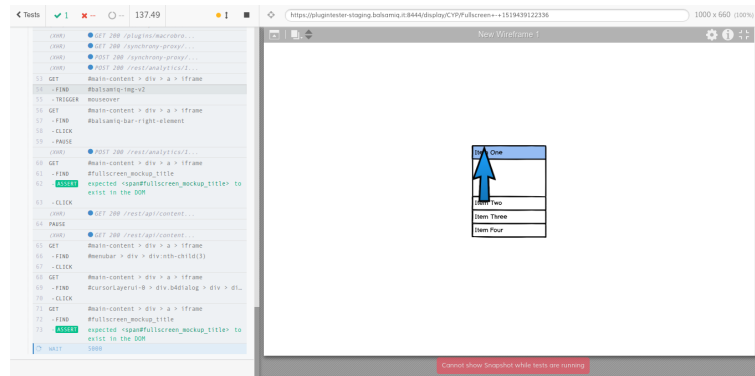 Tests 1 -- -- 137.49
https://plugintester-staging.balsamiq.it:8444/display/CYP/Fullscreen+-+1519439122336 1000 x 660 (100%)
New Wireframe 1
(XHR) GET 200 /plugins/macrobro...
(XHR) GET 200 /synchrony-proxy/...
(XHR) POST 200 /synchrony-proxy/...
(XHR) POST 200 /rest/analytics/1...
53 GET #main-content > div > a > iframe
54 - FIND #balsamiq-img-v2
55 - TRIGGER mouseover
56 GET #main-content > div > a > iframe
57 - FIND #balsamiq-bar-right-element
58 - CLICK
59 - PAUSE
(XHR) POST 200 /rest/analytics/1...
60 GET #main-content > div > a > iframe
61 - FIND #fullscreen_mockup_title
62 - ASSERT expected <span#fullscreen_mockup_title> to
exist in the DOM
63 - CLICK
(XHR) GET 200 /rest/api/content...
64 PAUSE
(XHR) GET 200 /rest/api/content...
65 GET #main-content > div > a > iframe
66 - FIND #menubar > div > div:nth-child(3)
67 - CLICK
68 GET #main-content > div > a > iframe
69 - FIND #cursorLayerui-0 > div.b4dialog > div > di...
70 - CLICK
71 GET #main-content > div > a > iframe
72 - FIND #fullscreen_mockup_title
73 - ASSERT expected <span#fullscreen_mockup_title> to
exist in the DOM
WAIT 5000
Item One
Item Two
Item Three
Item Four
Cannot show Snapshot while tests are running